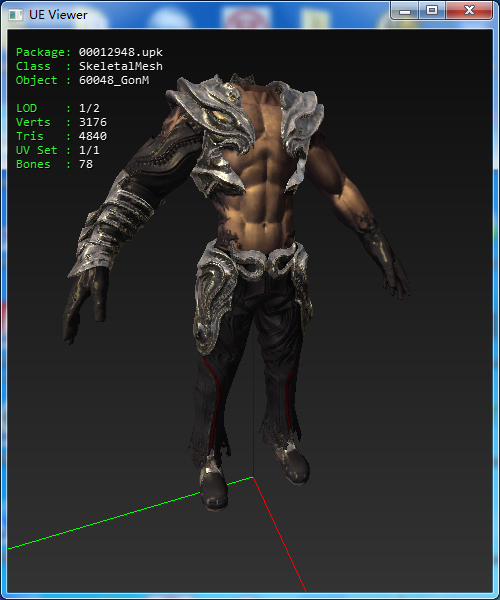 UE Viewer
Package: 00012948.upk
Class : SkeletalMesh
Object : 60048_GonM
LOD : 1/2
Verts : 3176
Tris : 4840
UV Set : 1/1
Bones : 78